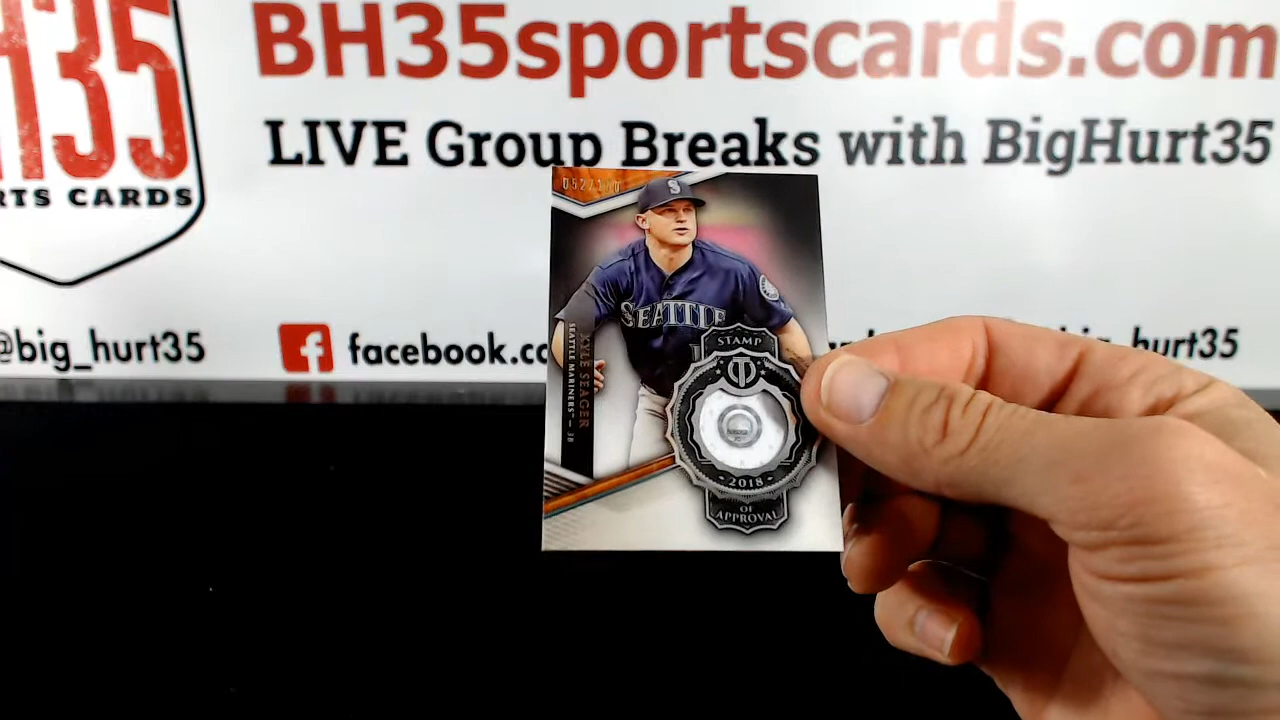 BH35sportscards.com
LIVE Group Breaks with BigHurt35
H35
RTS CARDS
@big_hurt35
f facebook.co
hurt35
S
SEATTLE
KYLE SEAGER
SEATTLE MARINERS™ — 3B
STAMP
2018
OF
APPROVAL